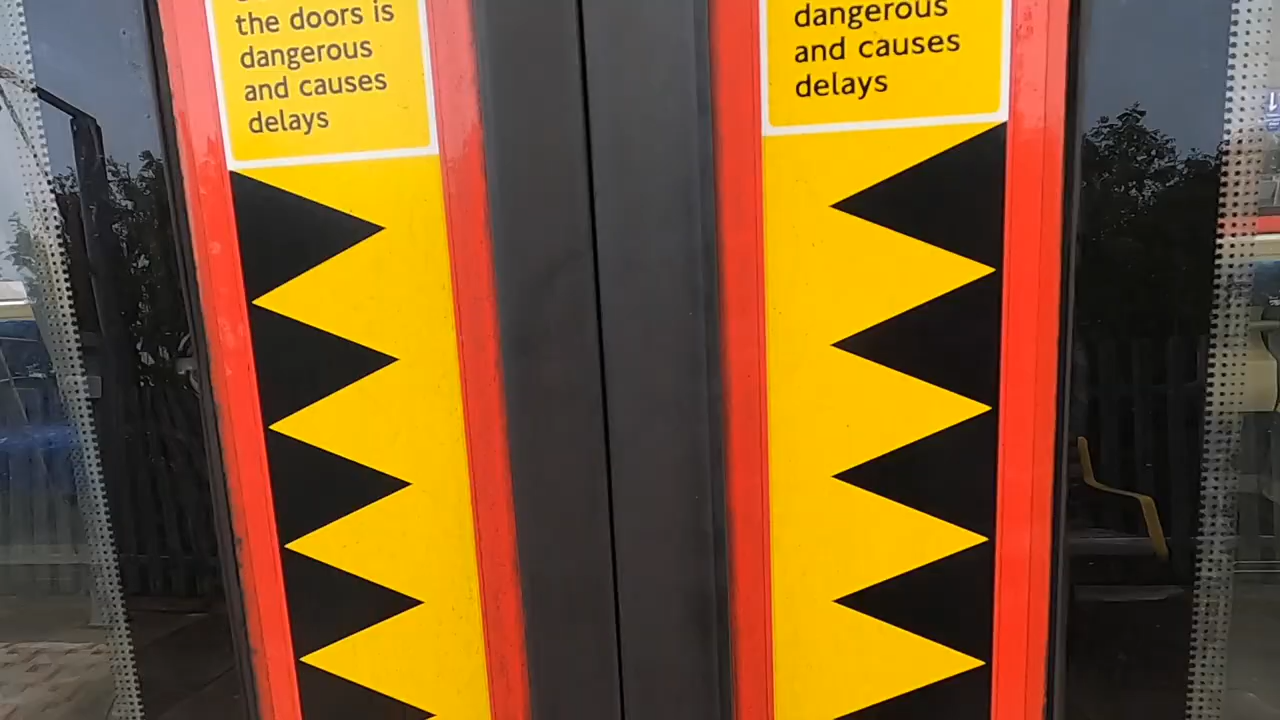 the doors is
dangerous
and causes
delays
dangerous
and causes
delays